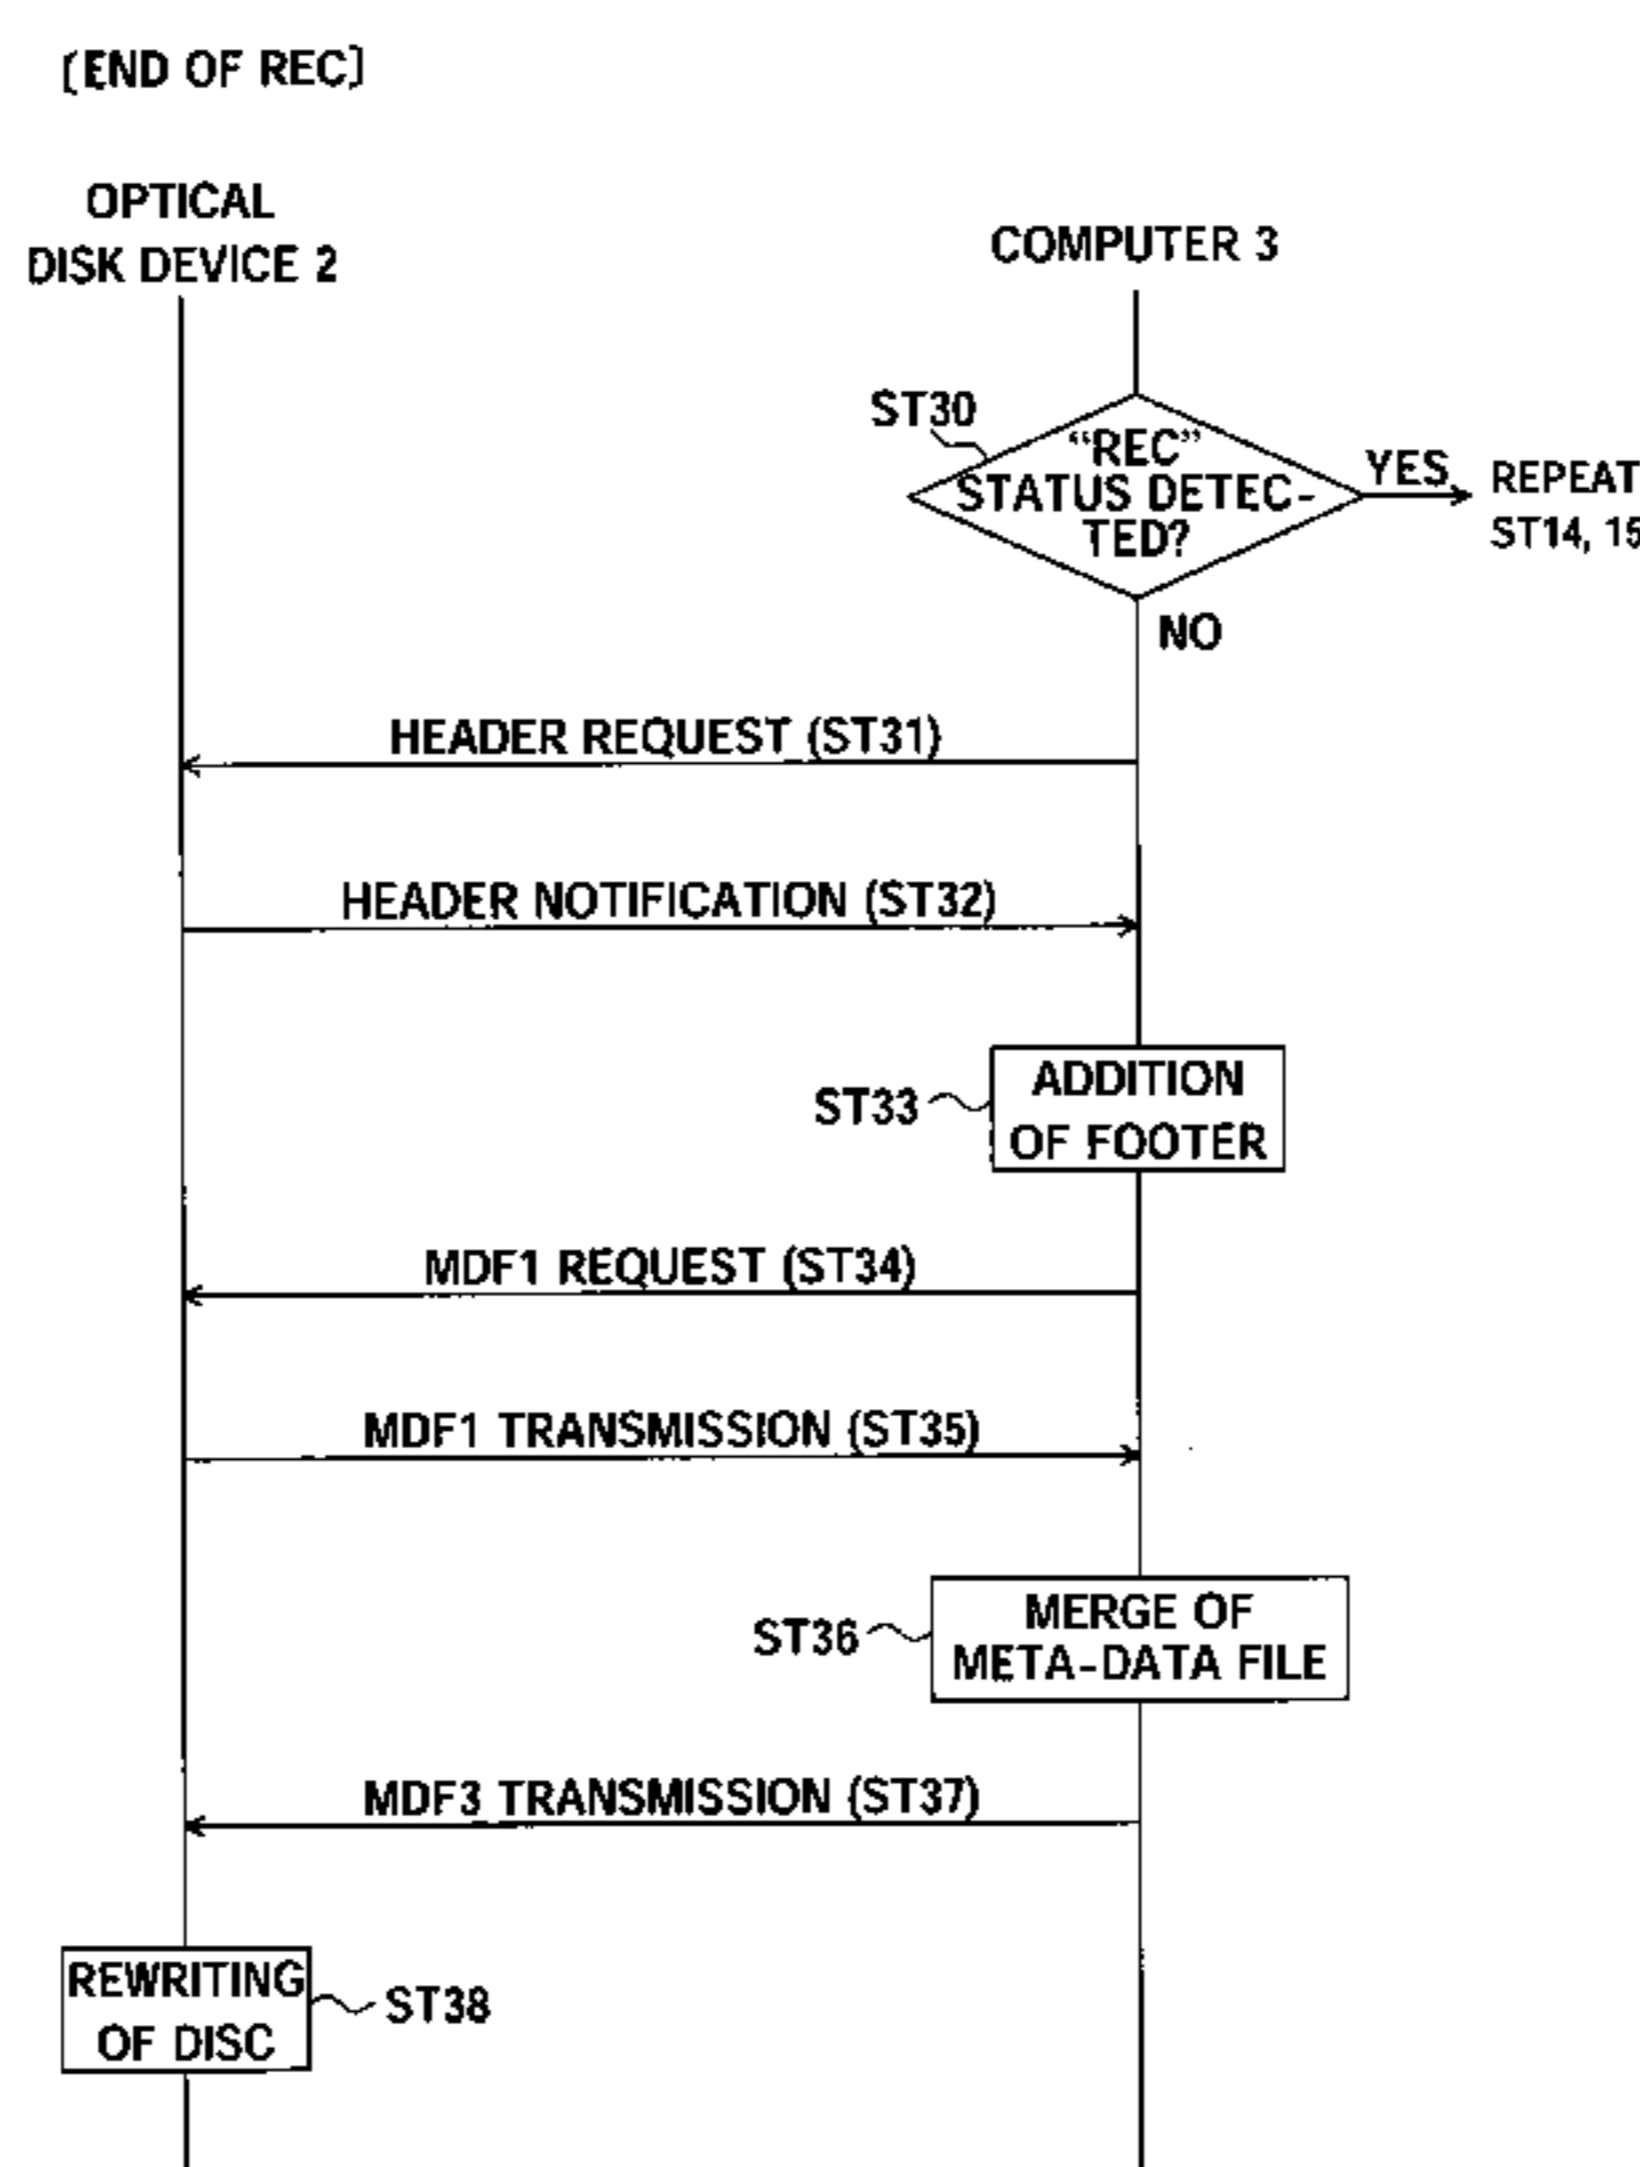 [END OF REC]
OPTICAL
DISK DEVICE 2
COMPUTER 3
ST30
“REC”
STATUS DETEC-
TED?
YES
REPEAT
ST14, 15
NO
HEADER REQUEST (ST31)
HEADER NOTIFICATION (ST32)
ST33
ADDITION
OF FOOTER
MDF1 REQUEST (ST34)
MDF1 TRANSMISSION (ST35)
ST36
MERGE OF
META-DATA FILE
MDF3 TRANSMISSION (ST37)
REWRITING
OF DISC
ST38